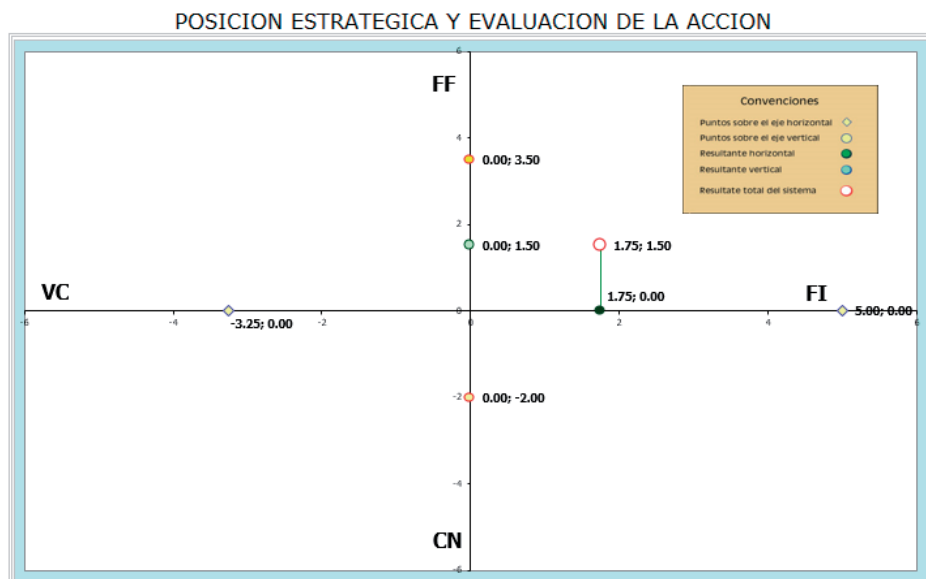 POSICION ESTRATEGICA Y EVALUACION DE LA ACCION
6
FF
Convenciones
Puntos sobre el eje horizontal
Puntos sobre el eje vertical
Resultante horizontal
Resultante vertical
Resultate total del sistema
4
0.00; 3.50
2
0.00; 1.50
1.75; 1.50
VC
1.75; 0.00
FI
0
-3.25; 0.00
5.00; 0.00
-6
-4
-2
0
2
4
6
-2
0.00; -2.00
-4
CN
-6